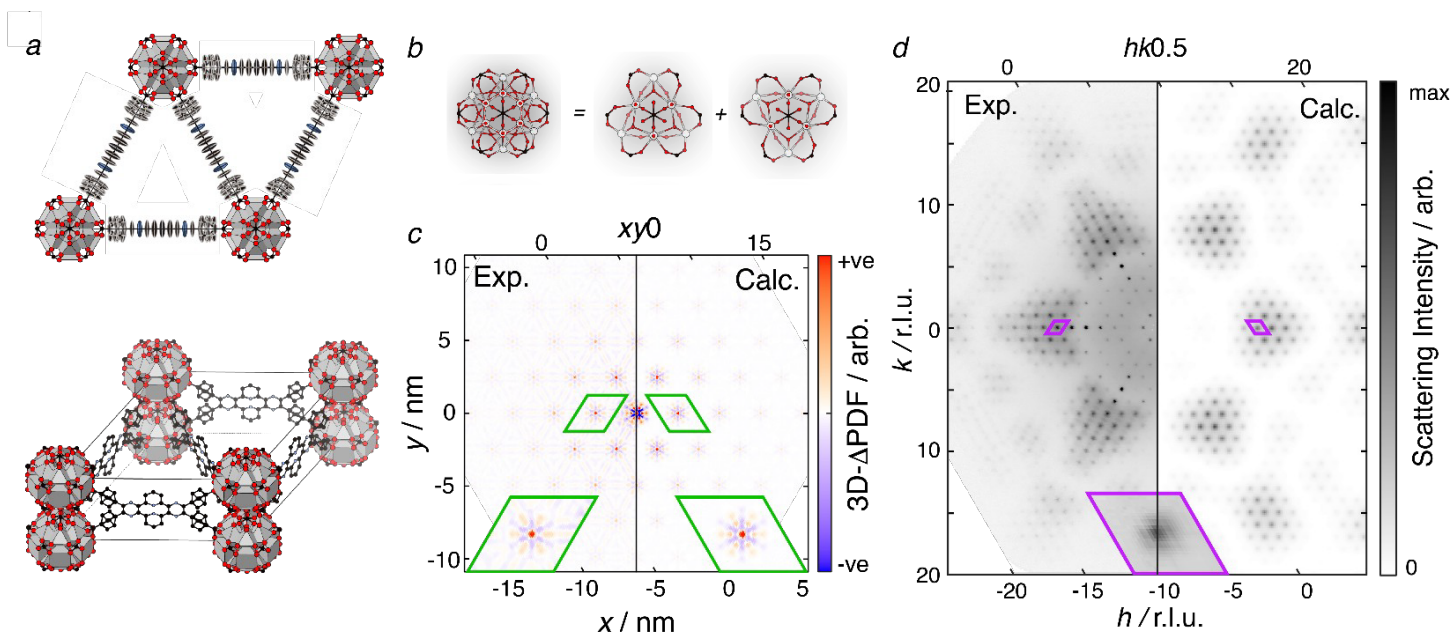 a
b
=
+
c
xy0
0
15
Exp.
Calc.
10
5
0
-5
-10
y / nm
-15
-10
-5
0
5
x / nm
+ve
-ve
3D-ΔPDF / arb.
d
hk0.5
0
20
Exp.
Calc.
20
10
0
10
20
k / r.l.u.
-20
-15
-10
-5
0
h / r.l.u.
max
0
Scattering Intensity / arb.